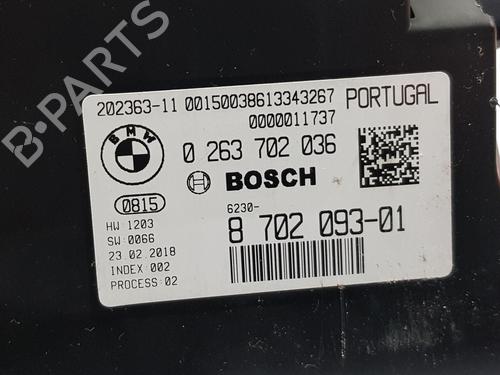 B-PARTS
202363-11 00150038613343267 PORTUGAL
0000011737
BMW
0 263 702 036
BOSCH
0815
6230-
8 702 093-01
HW 1203
SW:0066
23.02.2018
INDEX 002
PROCESS:02